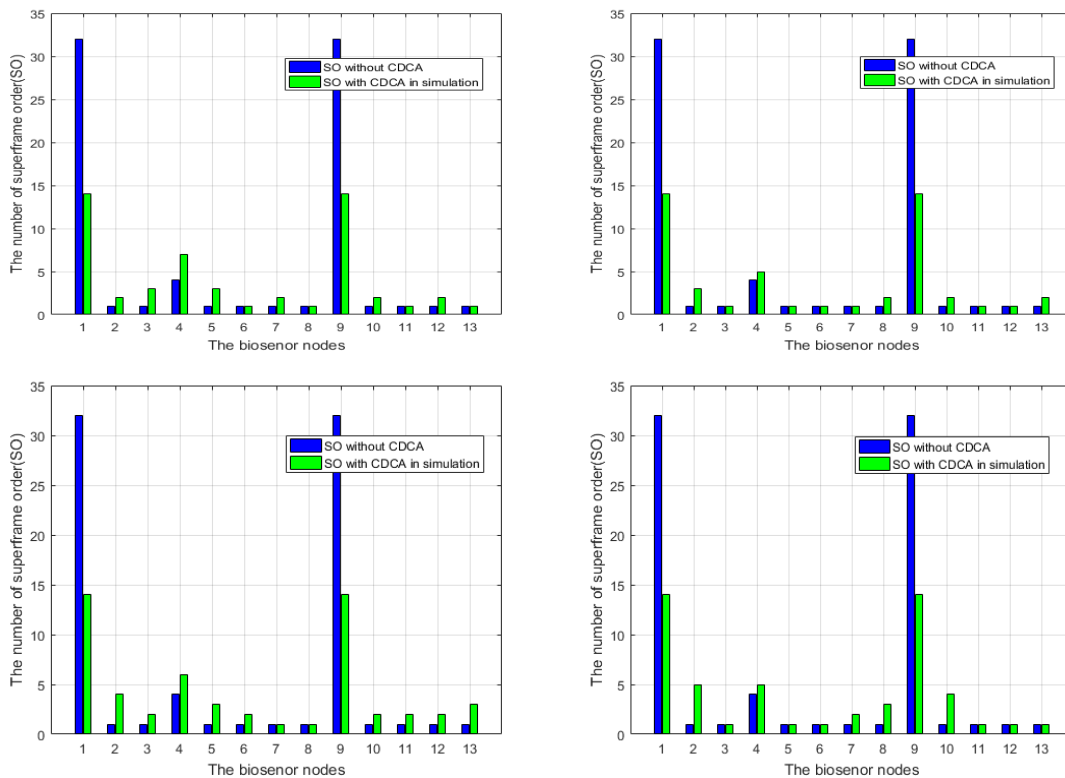 35
30
25
20
15
10
5
0
The number of superframe order(SO)
SO without CDCA
SO with CDCA in simulation
1 2 3 4 5 6 7 8 9 10 11 12 13
The biosenor nodes
35
30
25
20
15
10
5
0
The number of superframe order(SO)
SO without CDCA
SO with CDCA in simulation
1 2 3 4 5 6 7 8 9 10 11 12 13
The biosenor nodes
35
30
25
20
15
10
5
0
The number of superframe order(SO)
SO without CDCA
SO with CDCA in simulation
1 2 3 4 5 6 7 8 9 10 11 12 13
The biosenor nodes
35
30
25
20
15
10
5
0
The number of superframe order(SO)
SO without CDCA
SO with CDCA in simulation
1 2 3 4 5 6 7 8 9 10 11 12 13
The biosenor nodes